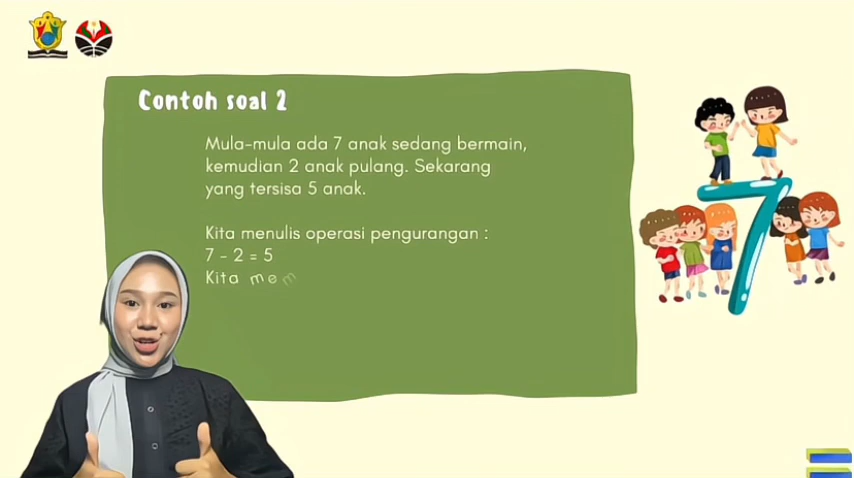 Contoh soal 2
Mula-mula ada 7 anak sedang bermain,
kemudian 2 anak pulang. Sekarang
yang tersisa 5 anak.
Kita menulis operasi pengurangan :
7 - 2 = 5
Kita mem
7